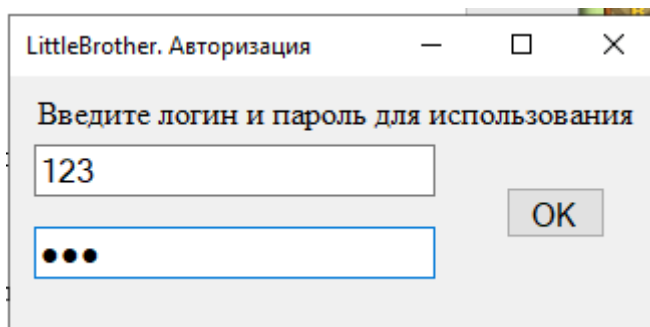 LittleBrother. Авторизация
Введите логин и пароль для использования
123
●●●
OK